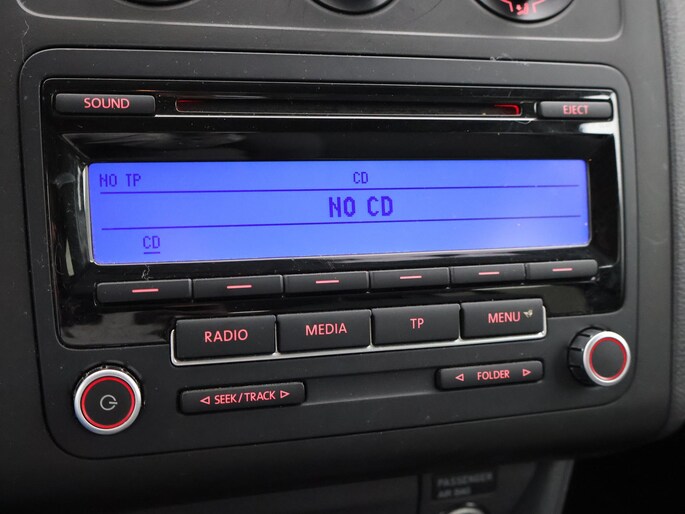 SOUND
EJECT
NO TP CD
NO CD
CD
RADIO MEDIA TP MENU
SEEK / TRACK
FOLDER
PASSENGER
AIR BAG